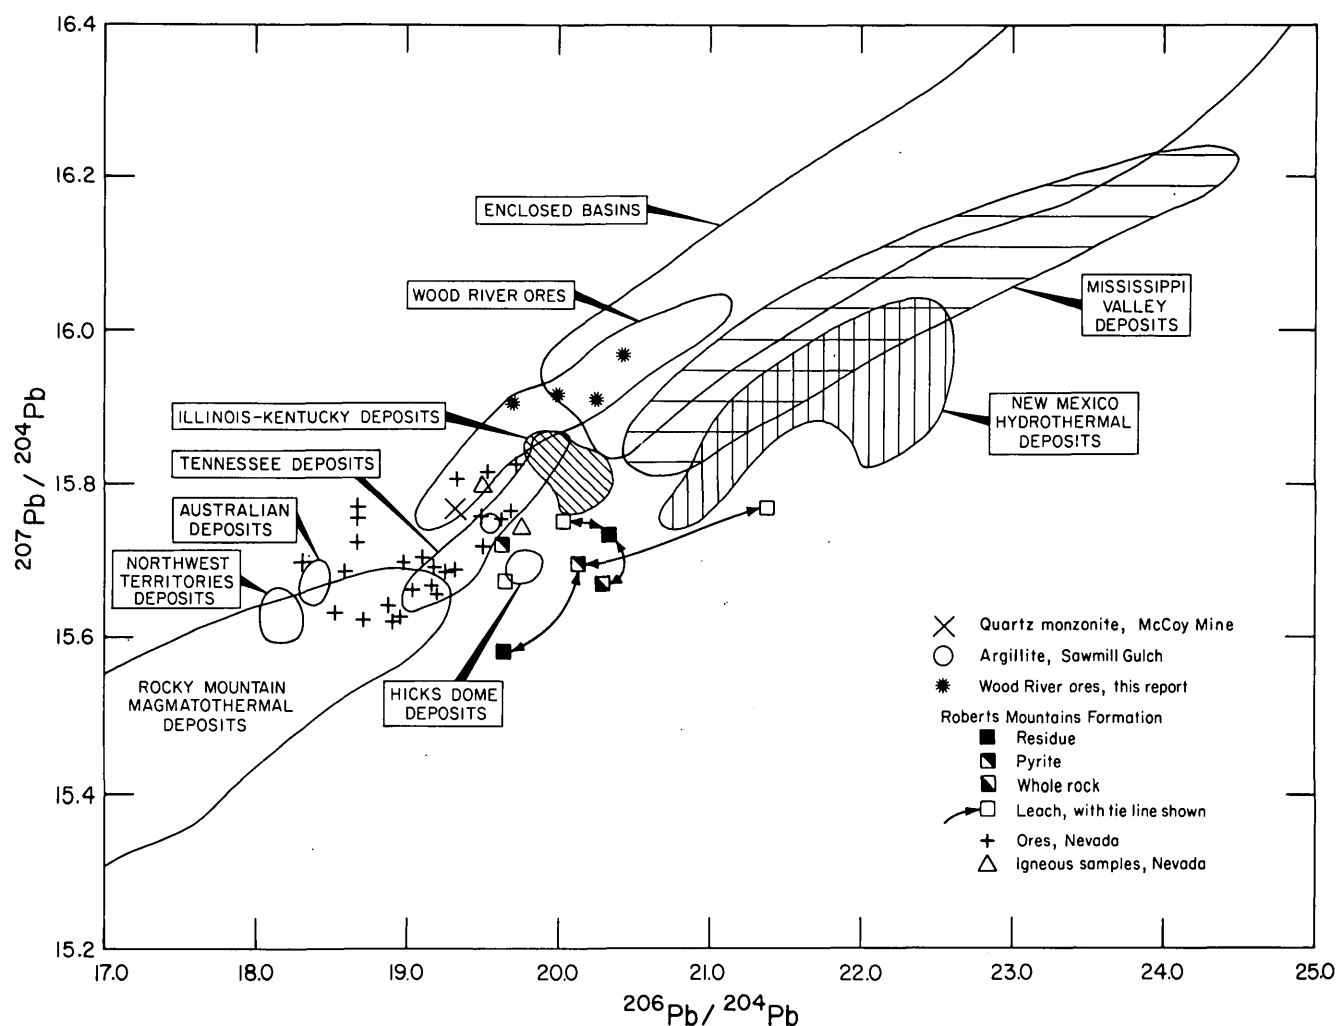 16.4
16.2
16.0
15.8
15.6
15.4
15.2
207Pb / 204Pb
17.0 18.0 19.0 20.0 21.0 22.0 23.0 24.0 25.0
206Pb / 204Pb
ENCLOSED BASINS
WOOD RIVER ORES
MISSISSIPPI
VALLEY
DEPOSITS
ILLINOIS-KENTUCKY DEPOSITS
NEW MEXICO
HYDROTHERMAL
DEPOSITS
TENNESSEE DEPOSITS
AUSTRALIAN
DEPOSITS
NORTHWEST
TERRITORIES
DEPOSITS
ROCKY MOUNTAIN
MAGMATOTHERMAL
DEPOSITS
HICKS DOME
DEPOSITS
Quartz monzonite, McCoy Mine
Argillite, Sawmill Gulch
Wood River ores, this report
Roberts Mountains Formation
Residue
Pyrite
Whole rock
Leach, with tie line shown
Ores, Nevada
Igneous samples, Nevada